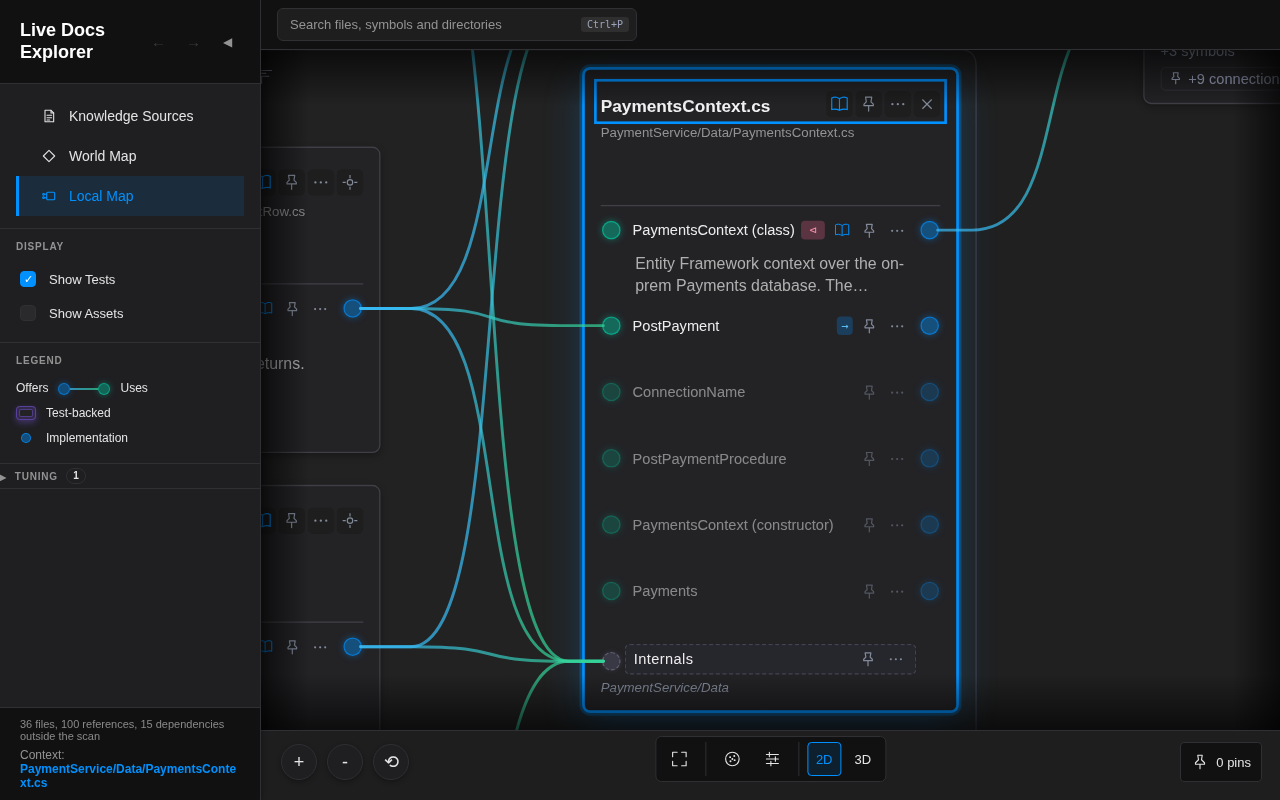 Live Docs
Explorer
Search files, symbols and directories
Ctrl+P
Knowledge Sources
World Map
Local Map
DISPLAY
Show Tests
Show Assets
LEGEND
Offers
Uses
Test-backed
Implementation
TUNING
1
36 files, 100 references, 15 dependencies
outside the scan
Context:
PaymentService/Data/PaymentsConte
xt.cs
Row.cs
eturns.
PaymentsContext.cs
PaymentService/Data/PaymentsContext.cs
PaymentsContext (class)
Entity Framework context over the on-
prem Payments database. The…
PostPayment
ConnectionName
PostPaymentProcedure
PaymentsContext (constructor)
Payments
Internals
PaymentService/Data
+3 symbols
+9 connection
+
-
2D
3D
0 pins